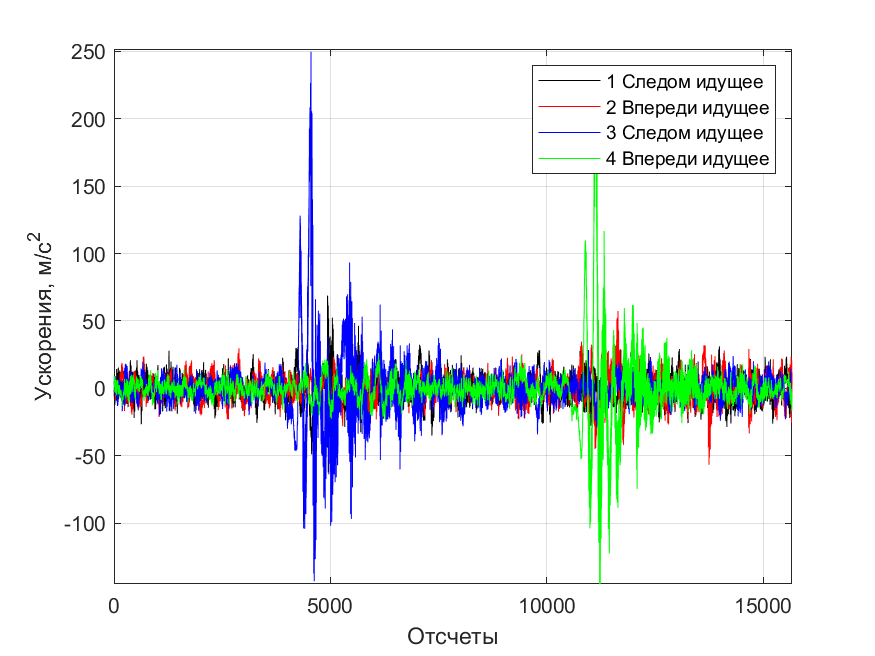 250
200
150
100
50
0
-50
-100
Ускорения, м/с²
1 Следом идущее
2 Впереди идущее
3 Следом идущее
4 Впереди идущее
0 5000 10000 15000
Отсчеты